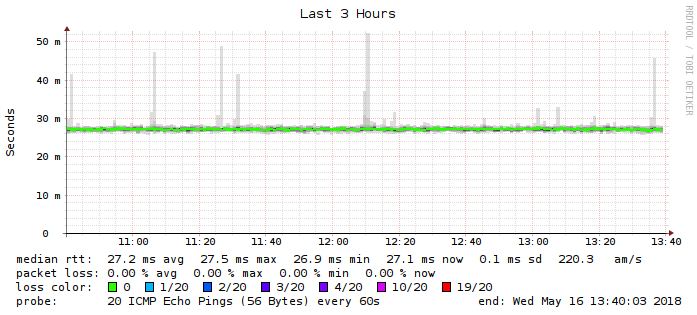 Last 3 Hours
RRDTOOL / TOBI OETIKER
Seconds
50 m
40 m
30 m
20 m
10 m
0
11:00 11:20 11:40 12:00 12:20 12:40 13:00 13:20 13:40
median rtt: 27.2 ms avg 27.5 ms max 26.9 ms min 27.1 ms now 0.1 ms sd 220.3 am/s
packet loss: 0.00 % avg 0.00 % max 0.00 % min 0.00 % now
loss color: 0 1/20 2/20 3/20 4/20 10/20 19/20
probe: 20 ICMP Echo Pings (56 Bytes) every 60s end: Wed May 16 13:40:03 2018